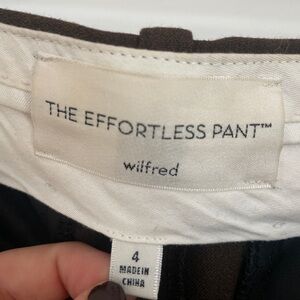 THE EFFORTLESS PANT™
wilfred
4
MADE IN
CHINA